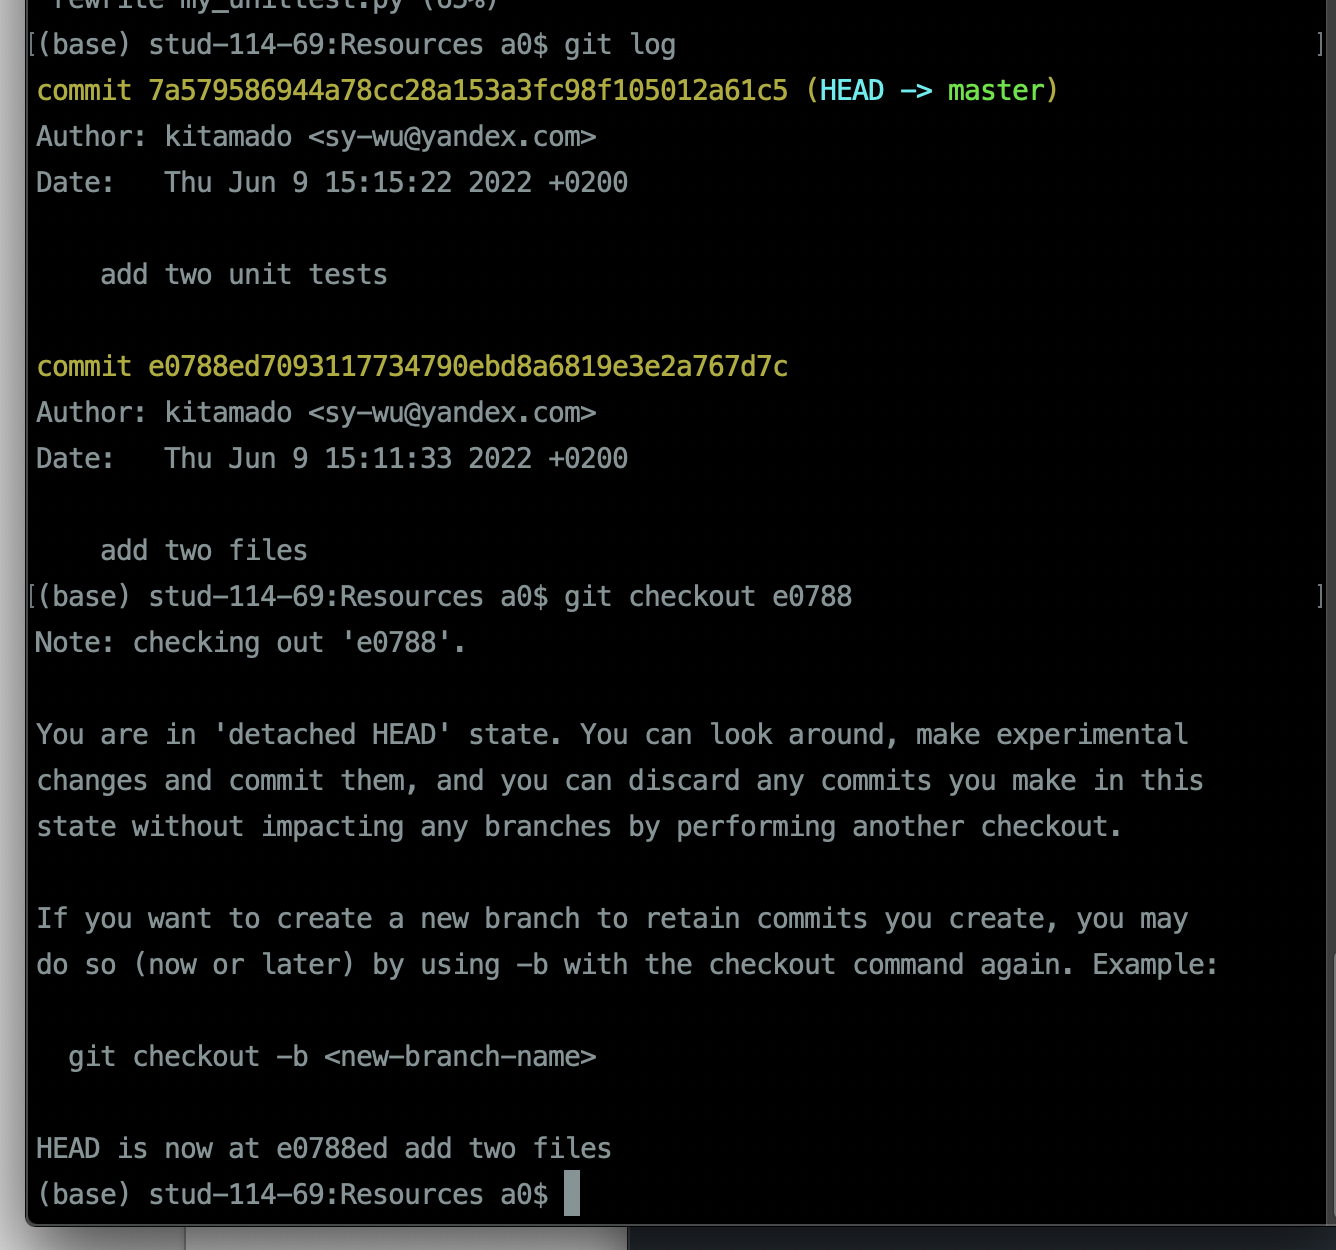 rewrite my_unittest.py (65%)
[(base) stud-114-69:Resources a0$ git log ]
commit 7a579586944a78cc28a153a3fc98f105012a61c5 (HEAD -> master)
Author: kitamado <sy-wu@yandex.com>
Date:   Thu Jun 9 15:15:22 2022 +0200
add two unit tests
commit e0788ed7093117734790ebd8a6819e3e2a767d7c
Author: kitamado <sy-wu@yandex.com>
Date:   Thu Jun 9 15:11:33 2022 +0200
add two files
[(base) stud-114-69:Resources a0$ git checkout e0788 ]
Note: checking out 'e0788'.
You are in 'detached HEAD' state. You can look around, make experimental
changes and commit them, and you can discard any commits you make in this
state without impacting any branches by performing another checkout.
If you want to create a new branch to retain commits you create, you may
do so (now or later) by using -b with the checkout command again. Example:
git checkout -b <new-branch-name>
HEAD is now at e0788ed add two files
(base) stud-114-69:Resources a0$